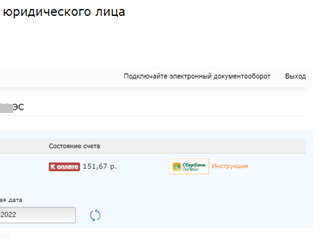 юридического лица
Подключайте электронный документооборот Выход
ЭС
Состояние счета
К оплате 151,67 р. Сбербанк Онлайн Инструкция
ая дата
2022